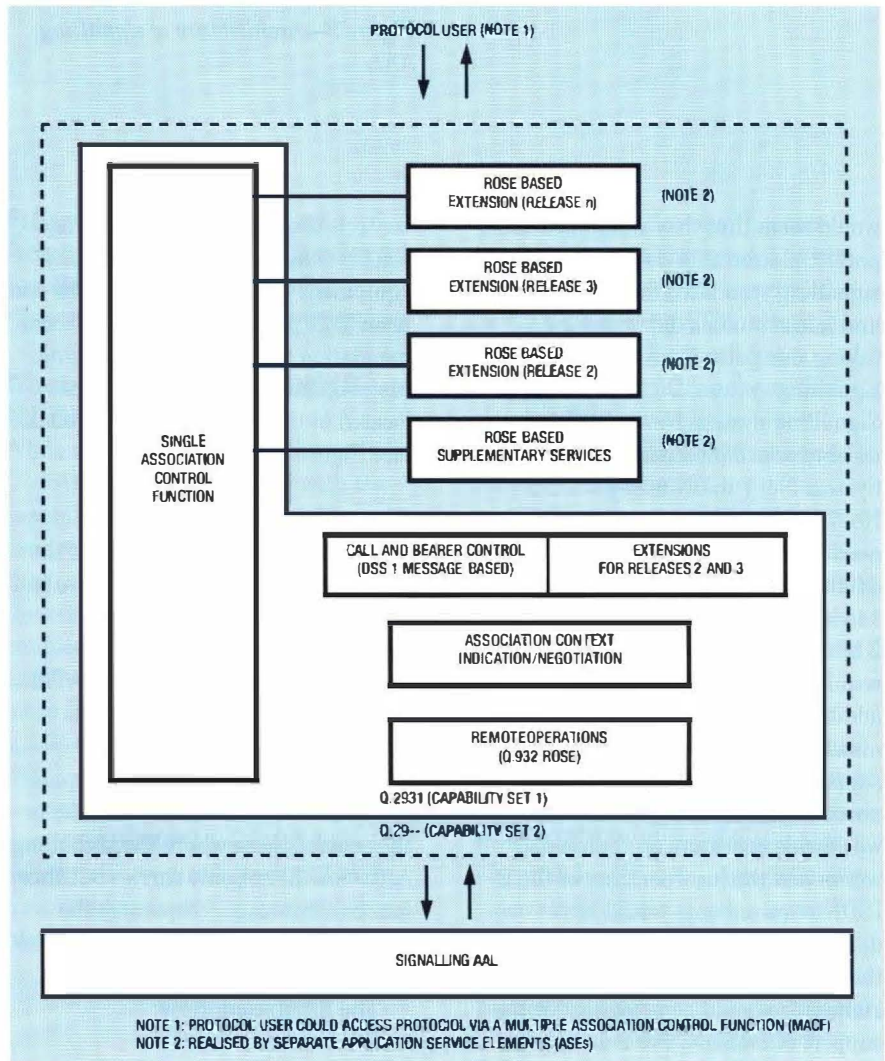 PROTOCOL USER (NOTE 1)
ROSE BASED
EXTENSION (RELEASE n)
(NOTE 2)
ROSE BASED
EXTENSION (RELEASE 3)
(NOTE 2)
ROSE BASED
EXTENSION (RELEASE 2)
(NOTE 2)
ROSE BASED
SUPPLEMENTARY SERVICES
(NOTE 2)
SINGLE
ASSOCIATION
CONTROL
FUNCTION
CALL AND BEARER CONTROL
(DSS 1 MESSAGE BASED)
EXTENSIONS
FOR RELEASES 2 AND 3
ASSOCIATION CONTEXT
INDICATION/NEGOTIATION
REMOTE OPERATIONS
(Q.932 ROSE)
Q.2931 (CAPABILITY SET 1)
Q.29-- (CAPABILITY SET 2)
SIGNALLING AAL
NOTE 1: PROTOCOL USER COULD ACCESS PROTOCOL VIA A MULTIPLE ASSOCIATION CONTROL FUNCTION (MACF)
NOTE 2: REALISED BY SEPARATE APPLICATION SERVICE ELEMENTS (ASEs)